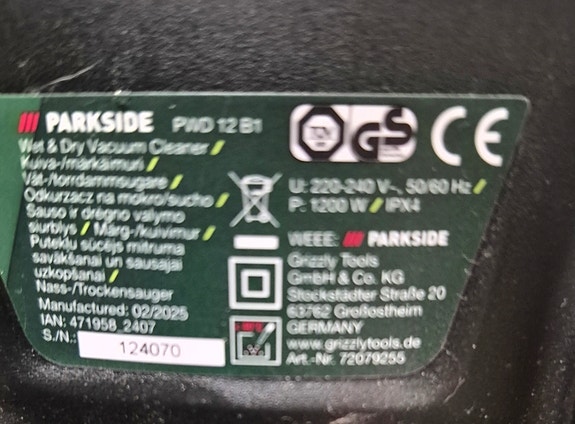 PARKSIDE PWD 12 B1
Wet & Dry Vacuum Cleaner /
Kuiva-/märkäimuri /
Våt-/torrdammsugare /
Odkurzacz na mokro/sucho /
Sauso ir drėgno valymo
siurblys / Märg-/kuivimur /
Putekļu sūcējs mitruma
savākšanai un sausajai
uzkopšanai /
Nass-/Trockensauger
Manufactured: 02/2025
IAN: 471958_2407
S./N.: 124070
TÜV GS CE
U: 220-240 V~, 50/60 Hz /
P: 1200 W / IPX4
WEEE: PARKSIDE
Grizzly Tools
GmbH & Co. KG
Stockstädter Straße 20
63762 Großostheim
GERMANY
www.grizzlytools.de
Art.-Nr. 72079255